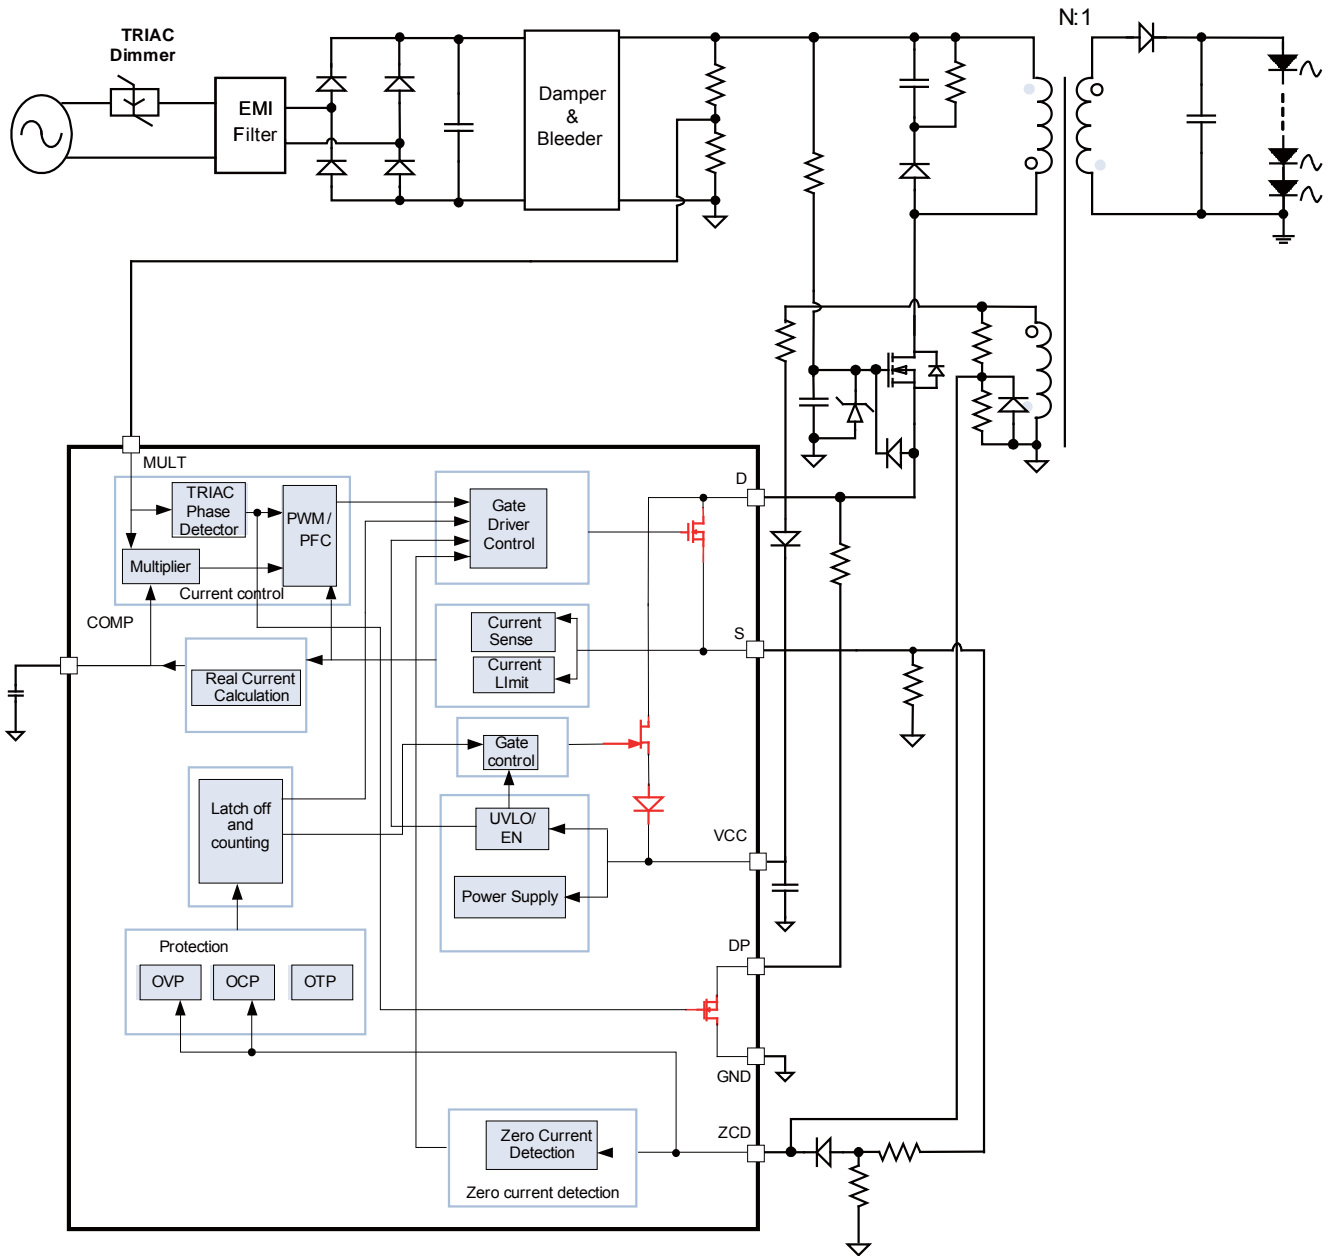 N:1
TRIAC
Dimmer
EMI
Filter
Damper
&
Bleeder
MULT
TRIAC
Phase
Detector
PWM /
PFC
Multiplier
Current control
Gate
Driver
Control
D
COMP
Current
Sense
Current
LImit
S
Real Current
Calculation
Gate
control
Latch off
and
counting
UVLO/
EN
VCC
Power Supply
Protection
OVP
OCP
OTP
DP
GND
ZCD
Zero Current
Detection
Zero current detection